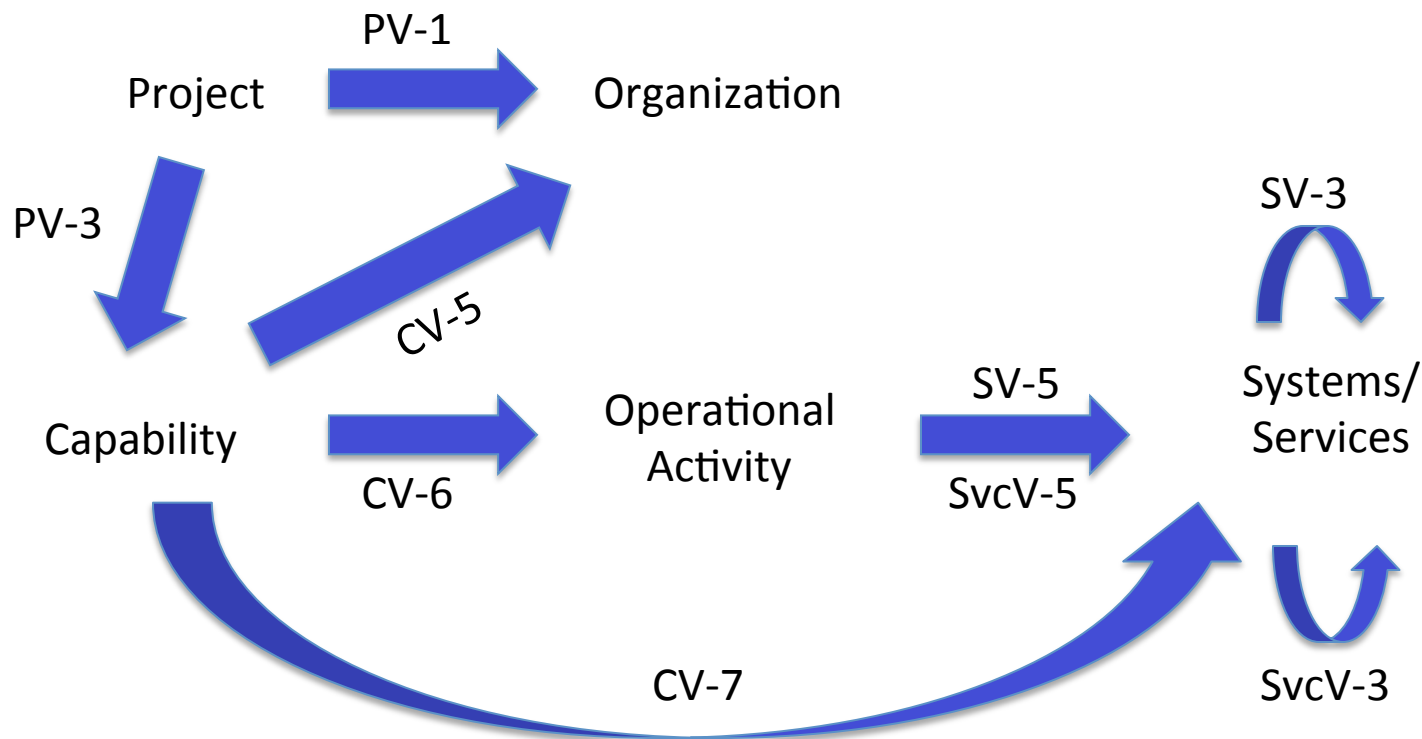 PV-1
Project
Organization
PV-3
SV-3
CV-5
Capability
CV-6
Operational
Activity
SV-5
SvcV-5
Systems/
Services
CV-7
SvcV-3